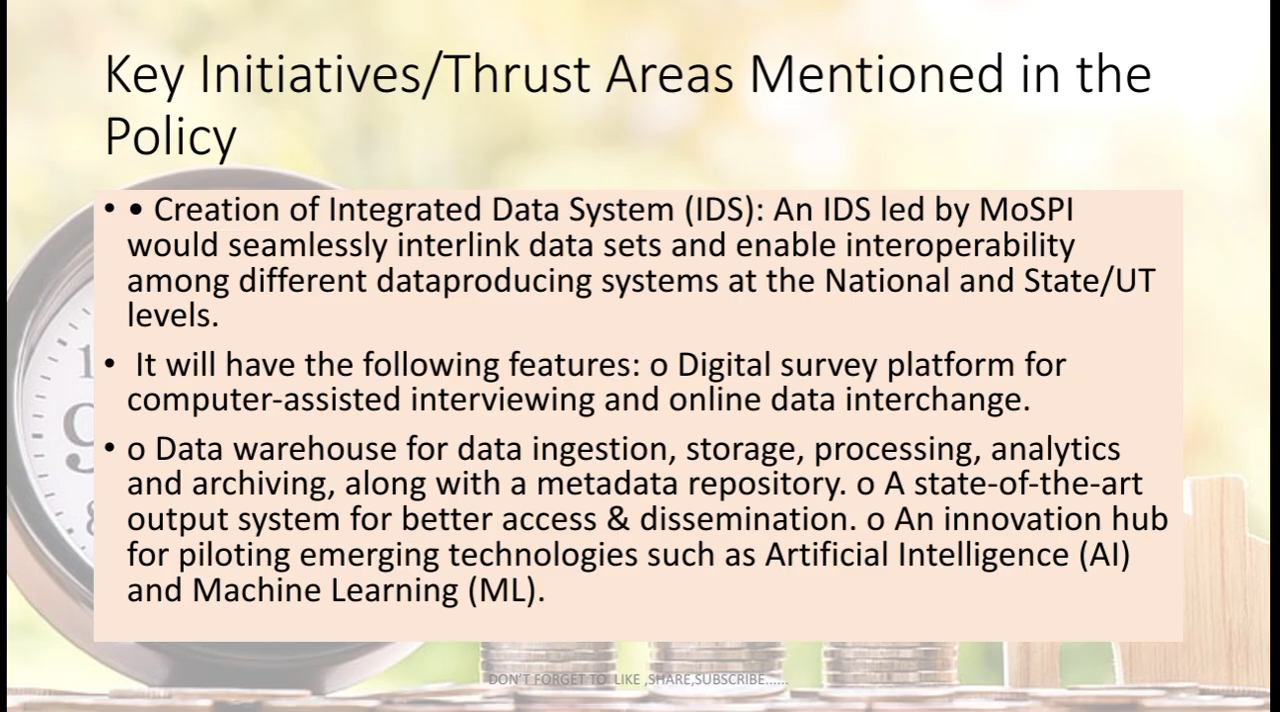 Key Initiatives/Thrust Areas Mentioned in the
Policy
• • Creation of Integrated Data System (IDS): An IDS led by MoSPI
would seamlessly interlink data sets and enable interoperability
among different dataproducing systems at the National and State/UT
levels.
• It will have the following features: o Digital survey platform for
computer-assisted interviewing and online data interchange.
• o Data warehouse for data ingestion, storage, processing, analytics
and archiving, along with a metadata repository. o A state-of-the-art
output system for better access & dissemination. o An innovation hub
for piloting emerging technologies such as Artificial Intelligence (AI)
and Machine Learning (ML).
DON'T FORGET TO LIKE ,SHARE,SUBSCRIBE......